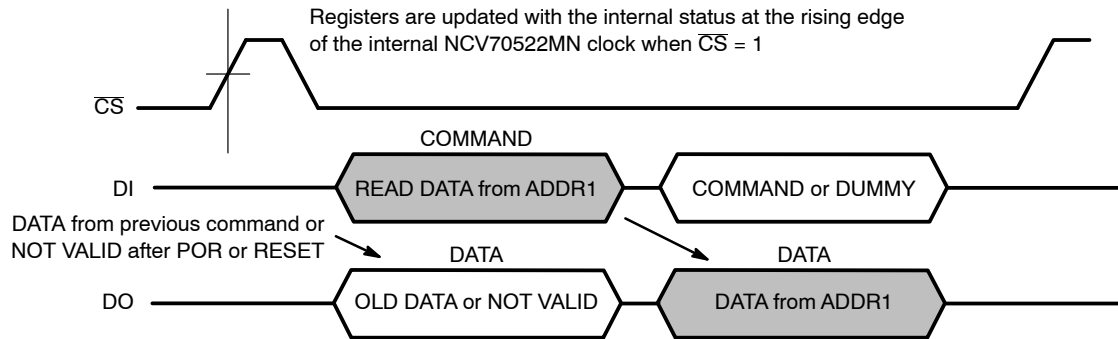 Registers are updated with the internal status at the rising edge
of the internal NCV70522MN clock when C̅S̅ = 1
C̅S̅
COMMAND
DI
READ DATA from ADDR1
COMMAND or DUMMY
DATA from previous command or
NOT VALID after POR or RESET
DATA
DATA
DO
OLD DATA or NOT VALID
DATA from ADDR1